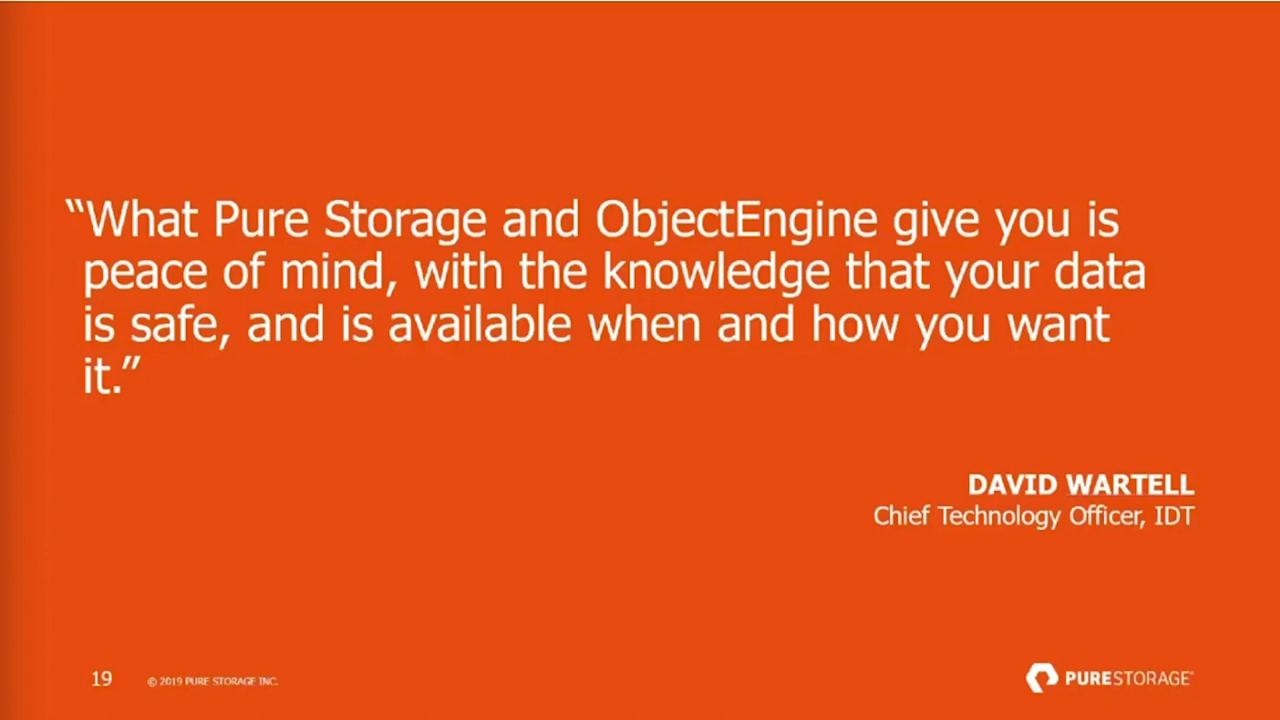 “What Pure Storage and ObjectEngine give you is
peace of mind, with the knowledge that your data
is safe, and is available when and how you want
it.”
DAVID WARTELL
Chief Technology Officer, IDT
19 © 2019 PURE STORAGE INC.
PURESTORAGE®